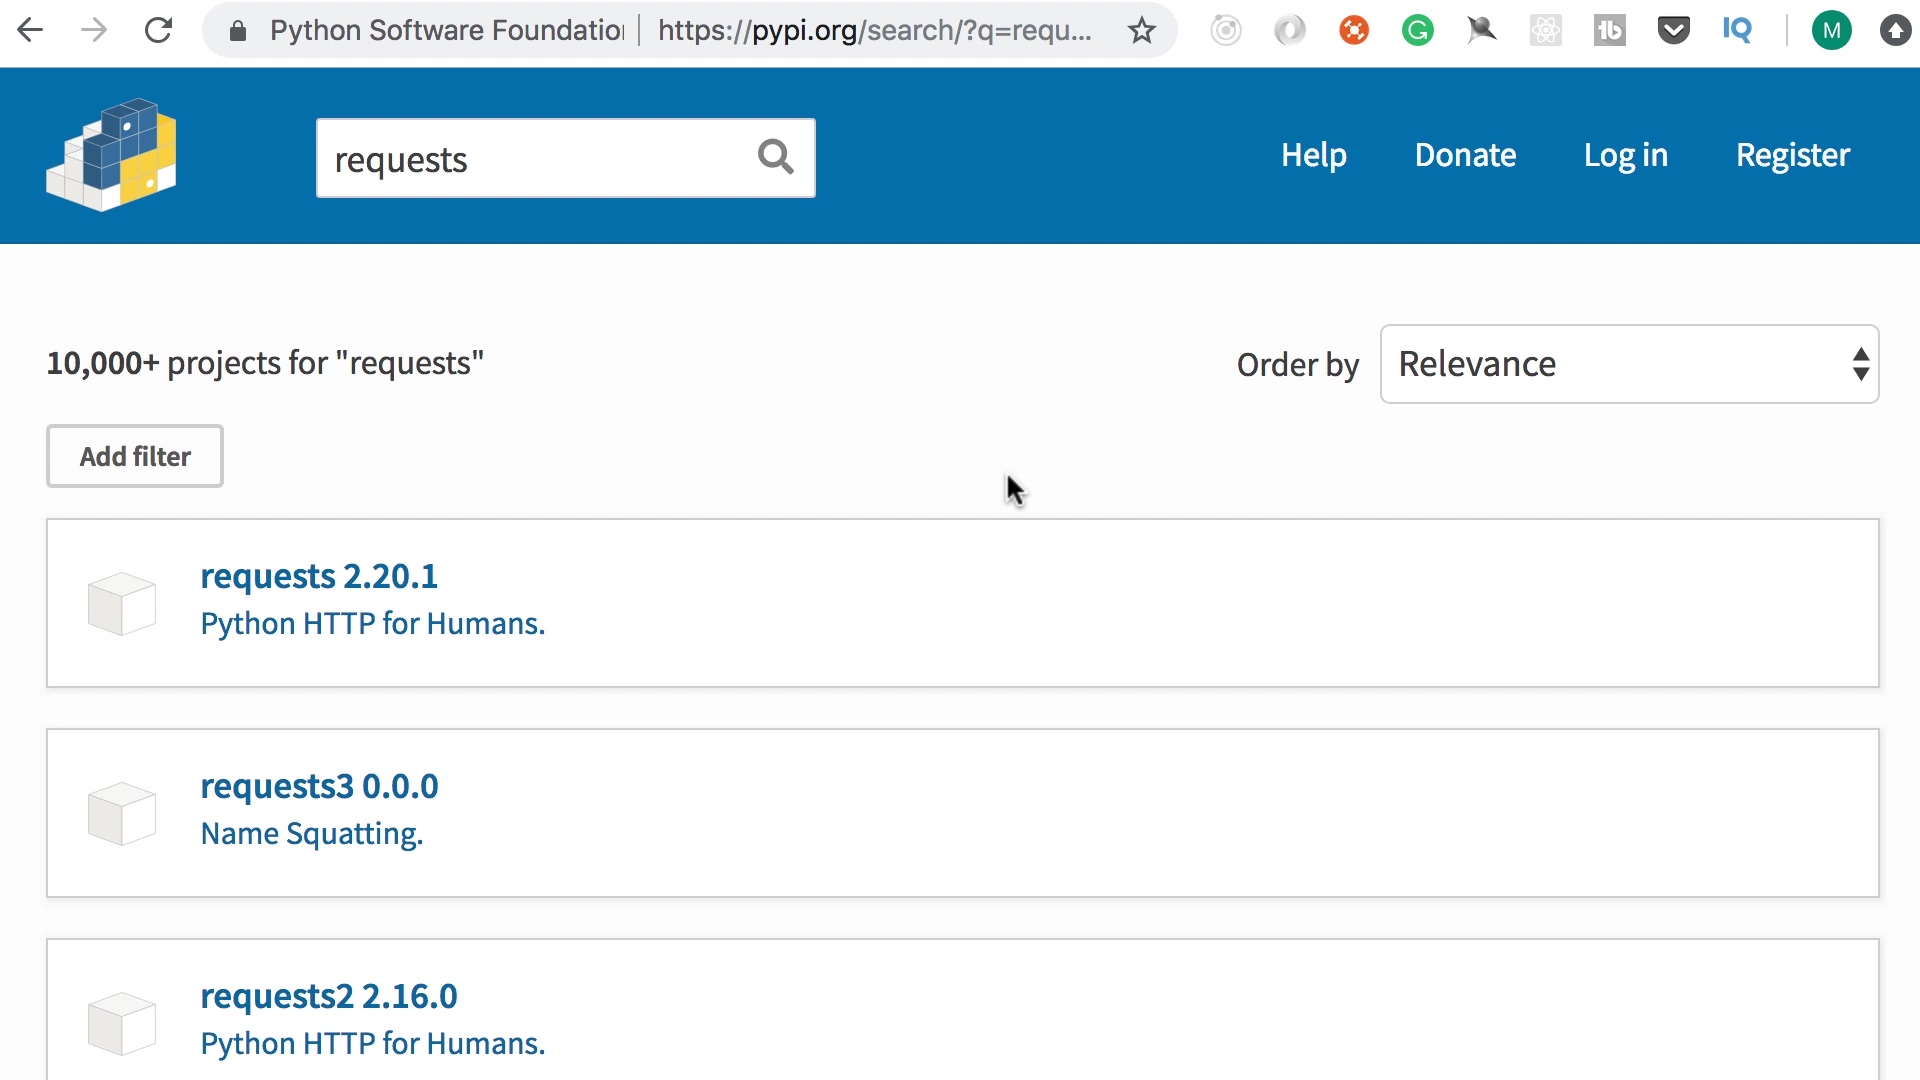 Python Software Foundation https://pypi.org/search/?q=requ...
M
requests
Help Donate Log in Register
10,000+ projects for "requests"
Order by Relevance
Add filter
requests 2.20.1
Python HTTP for Humans.
requests3 0.0.0
Name Squatting.
requests2 2.16.0
Python HTTP for Humans.